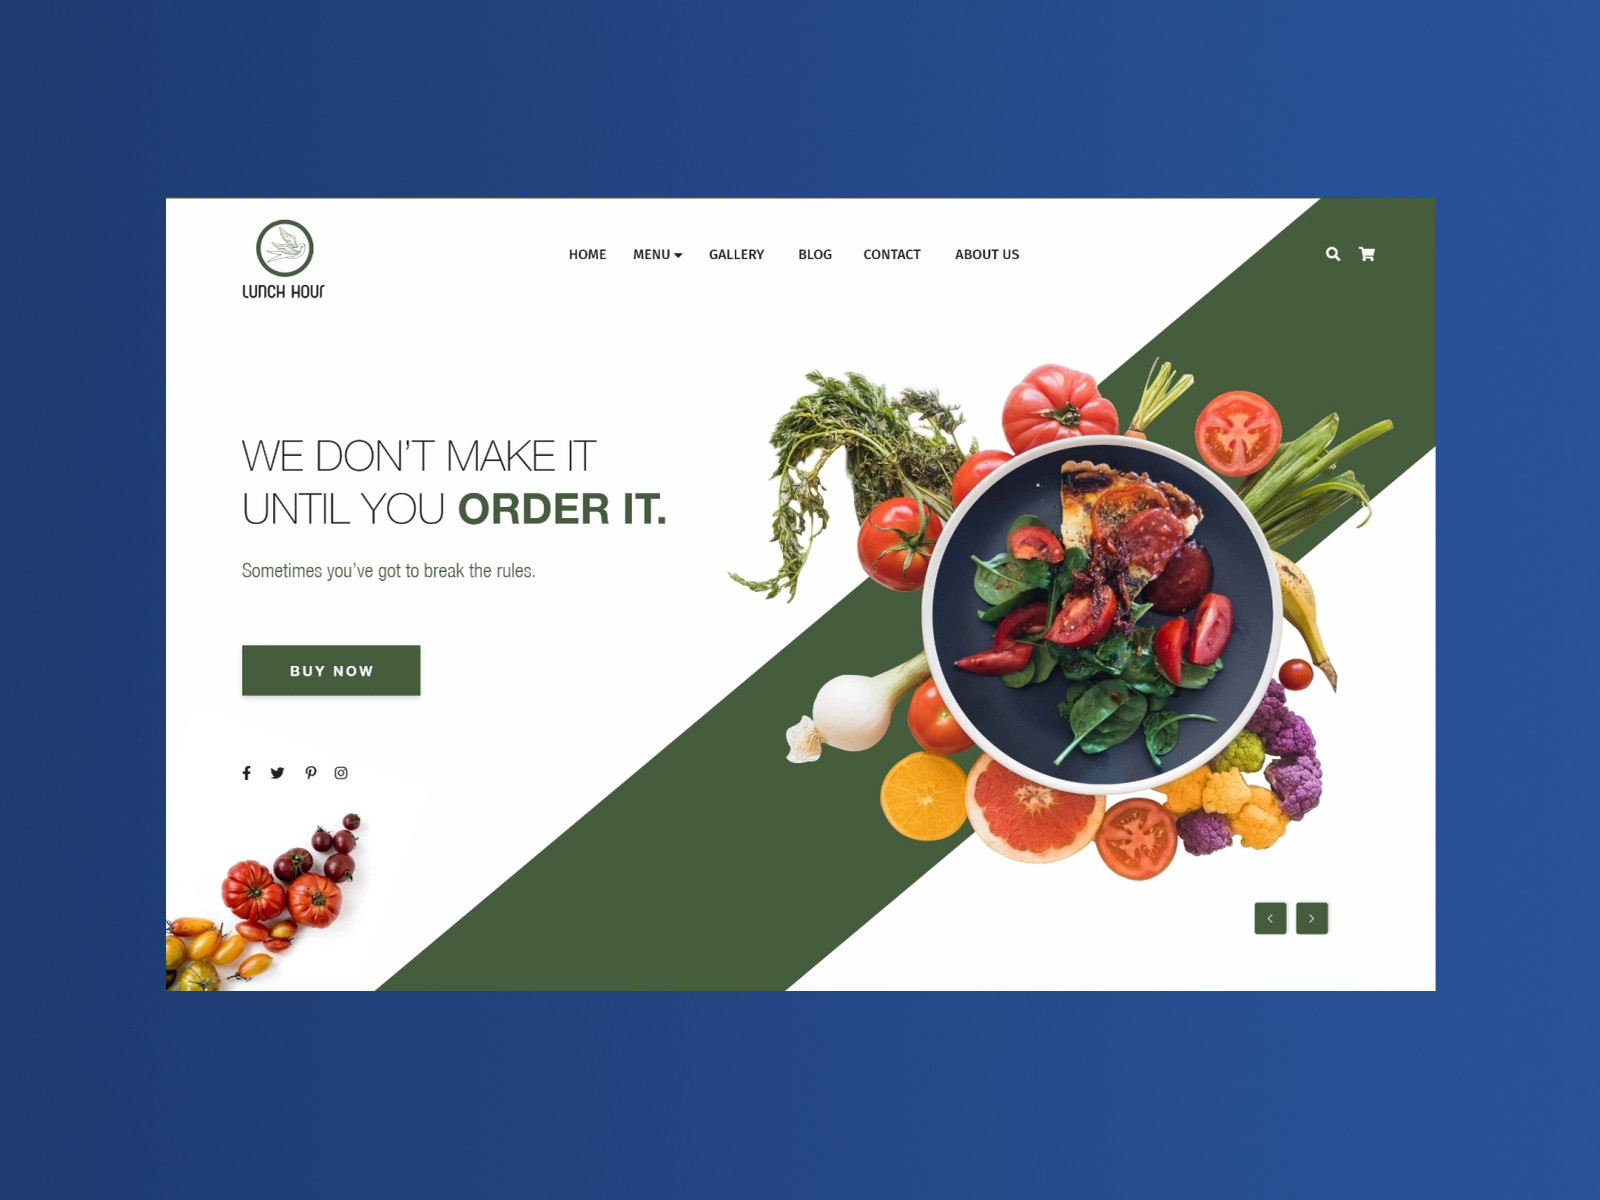 LUNCH HOUR
HOME MENU GALLERY BLOG CONTACT ABOUT US
WE DON'T MAKE IT
UNTIL YOU ORDER IT.
Sometimes you've got to break the rules.
BUY NOW